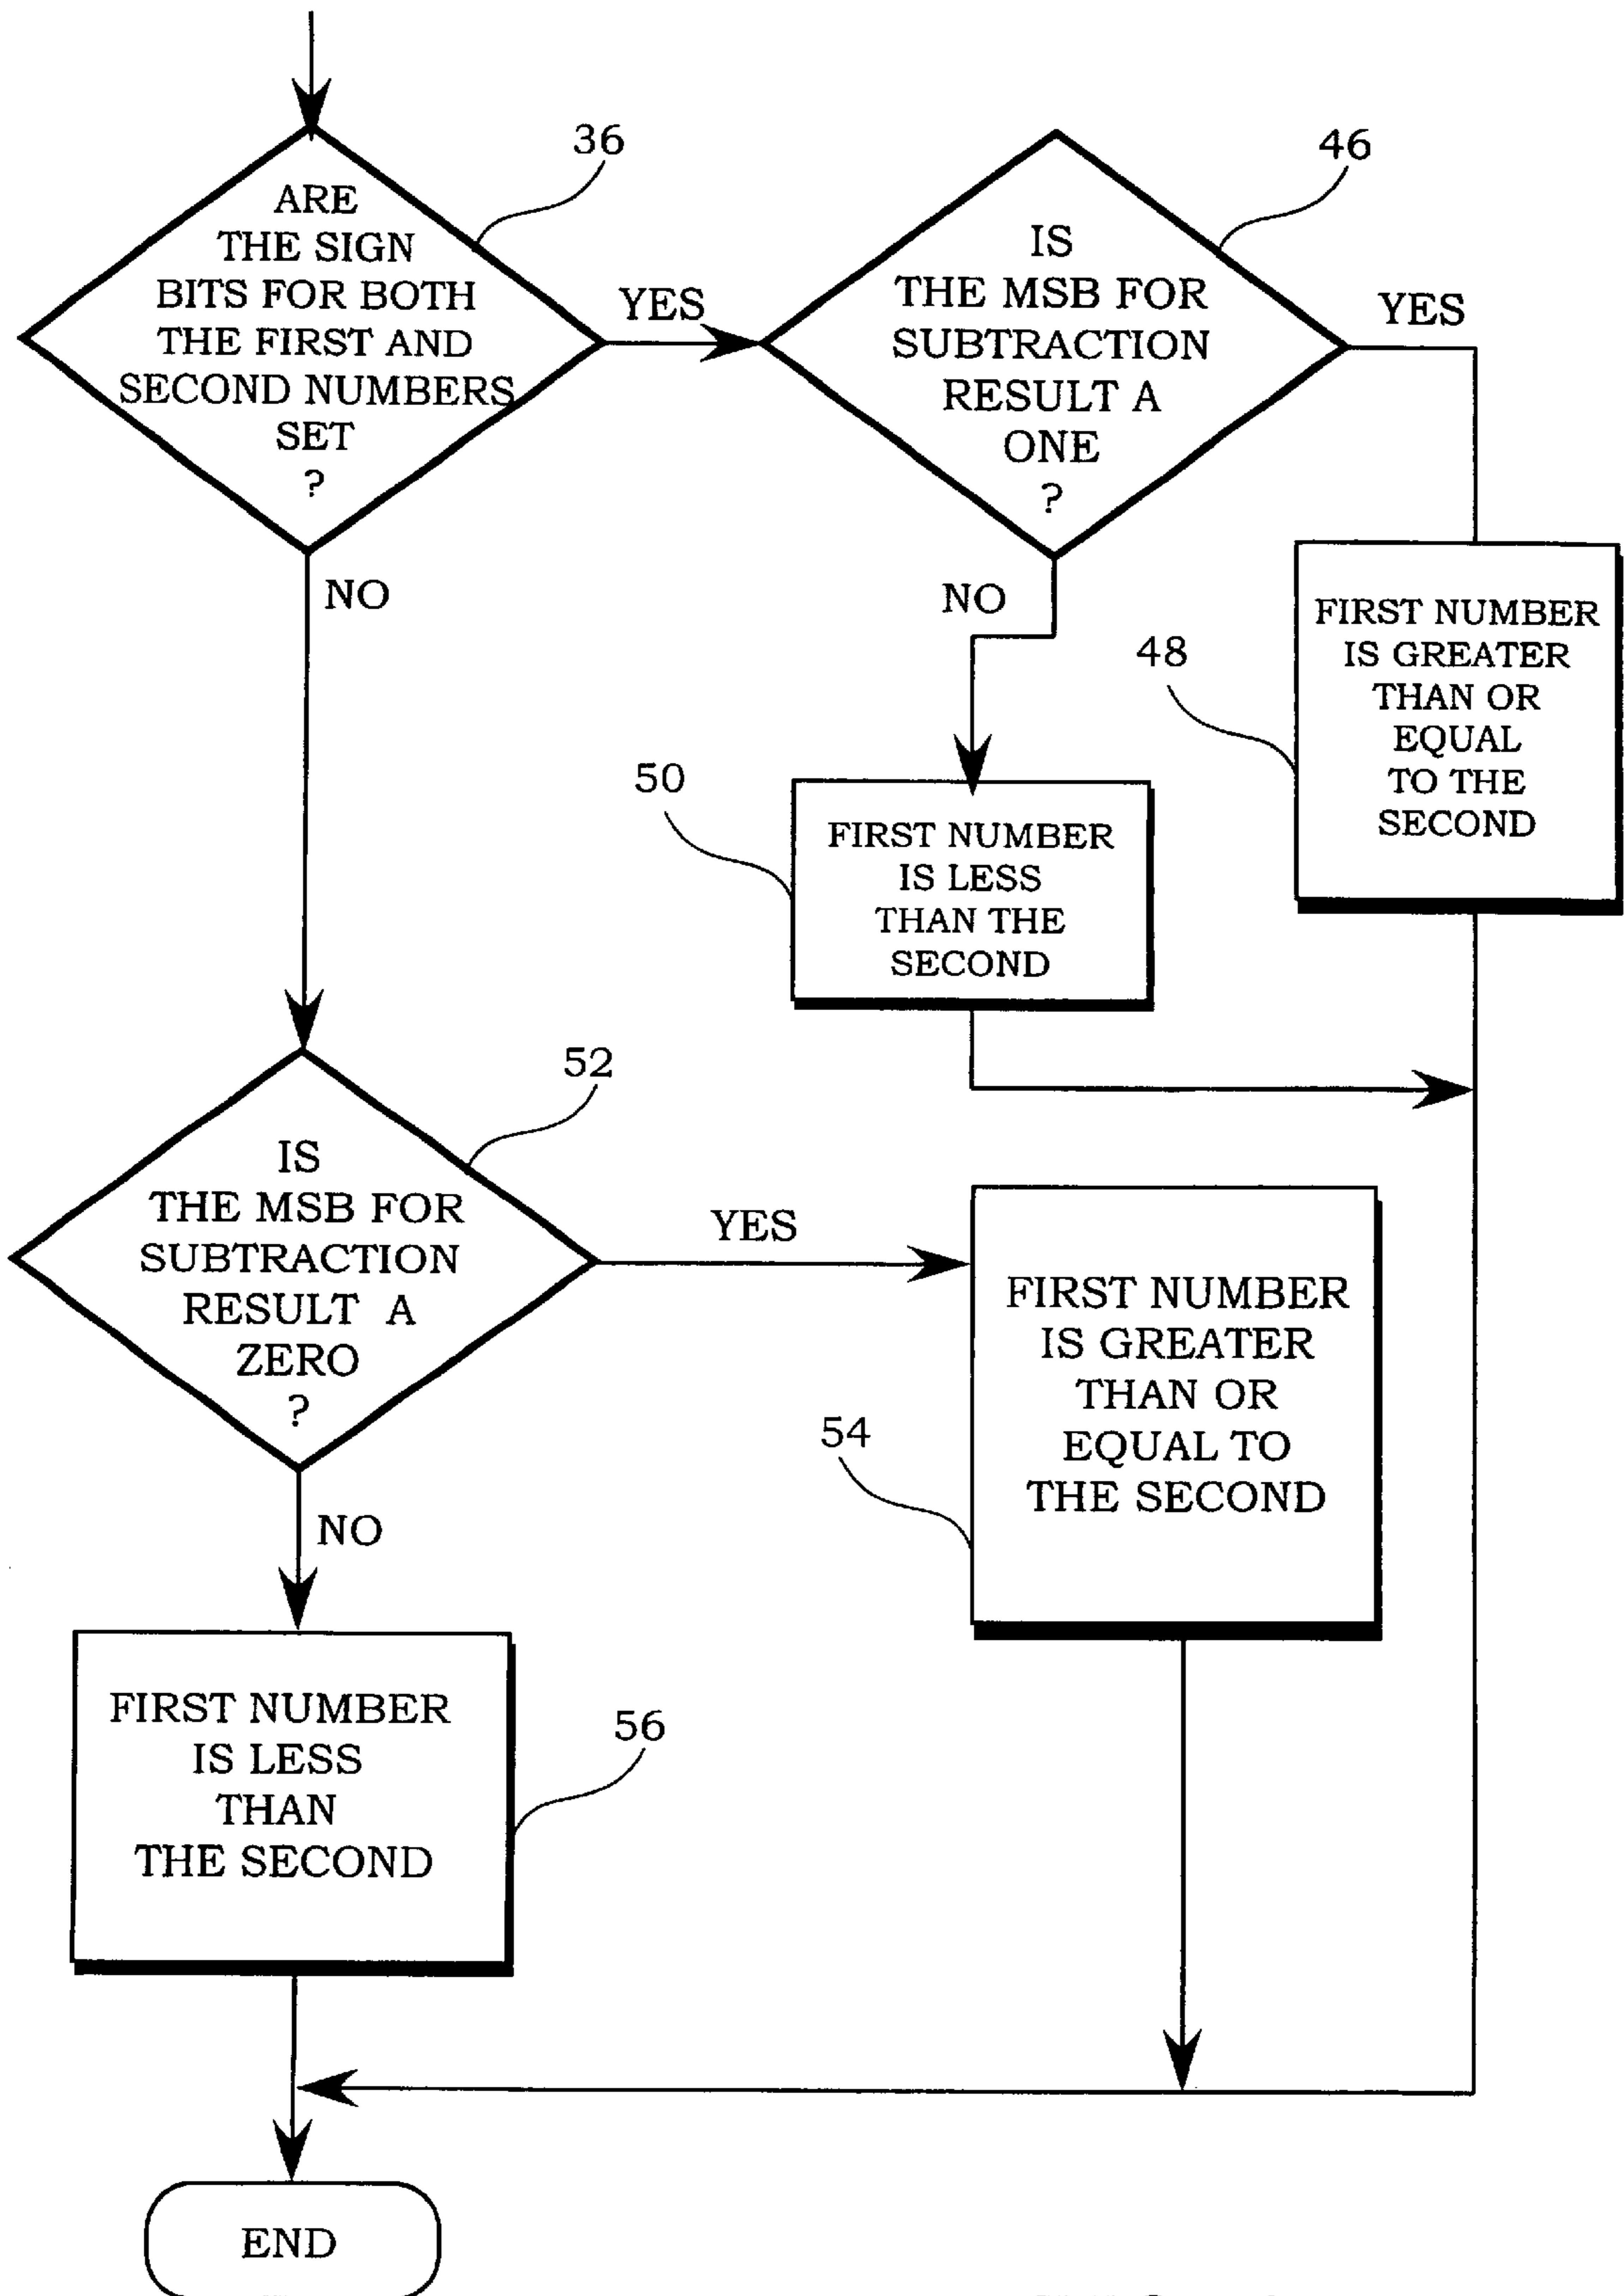 36
ARE
THE SIGN
BITS FOR BOTH
THE FIRST AND
SECOND NUMBERS
SET
?
YES
NO
46
IS
THE MSB FOR
SUBTRACTION
RESULT A
ONE
?
YES
NO
48
FIRST NUMBER
IS GREATER
THAN OR
EQUAL
TO THE
SECOND
50
FIRST NUMBER
IS LESS
THAN THE
SECOND
52
IS
THE MSB FOR
SUBTRACTION
RESULT A
ZERO
?
YES
NO
54
FIRST NUMBER
IS GREATER
THAN OR
EQUAL TO
THE SECOND
56
FIRST NUMBER
IS LESS
THAN
THE SECOND
END